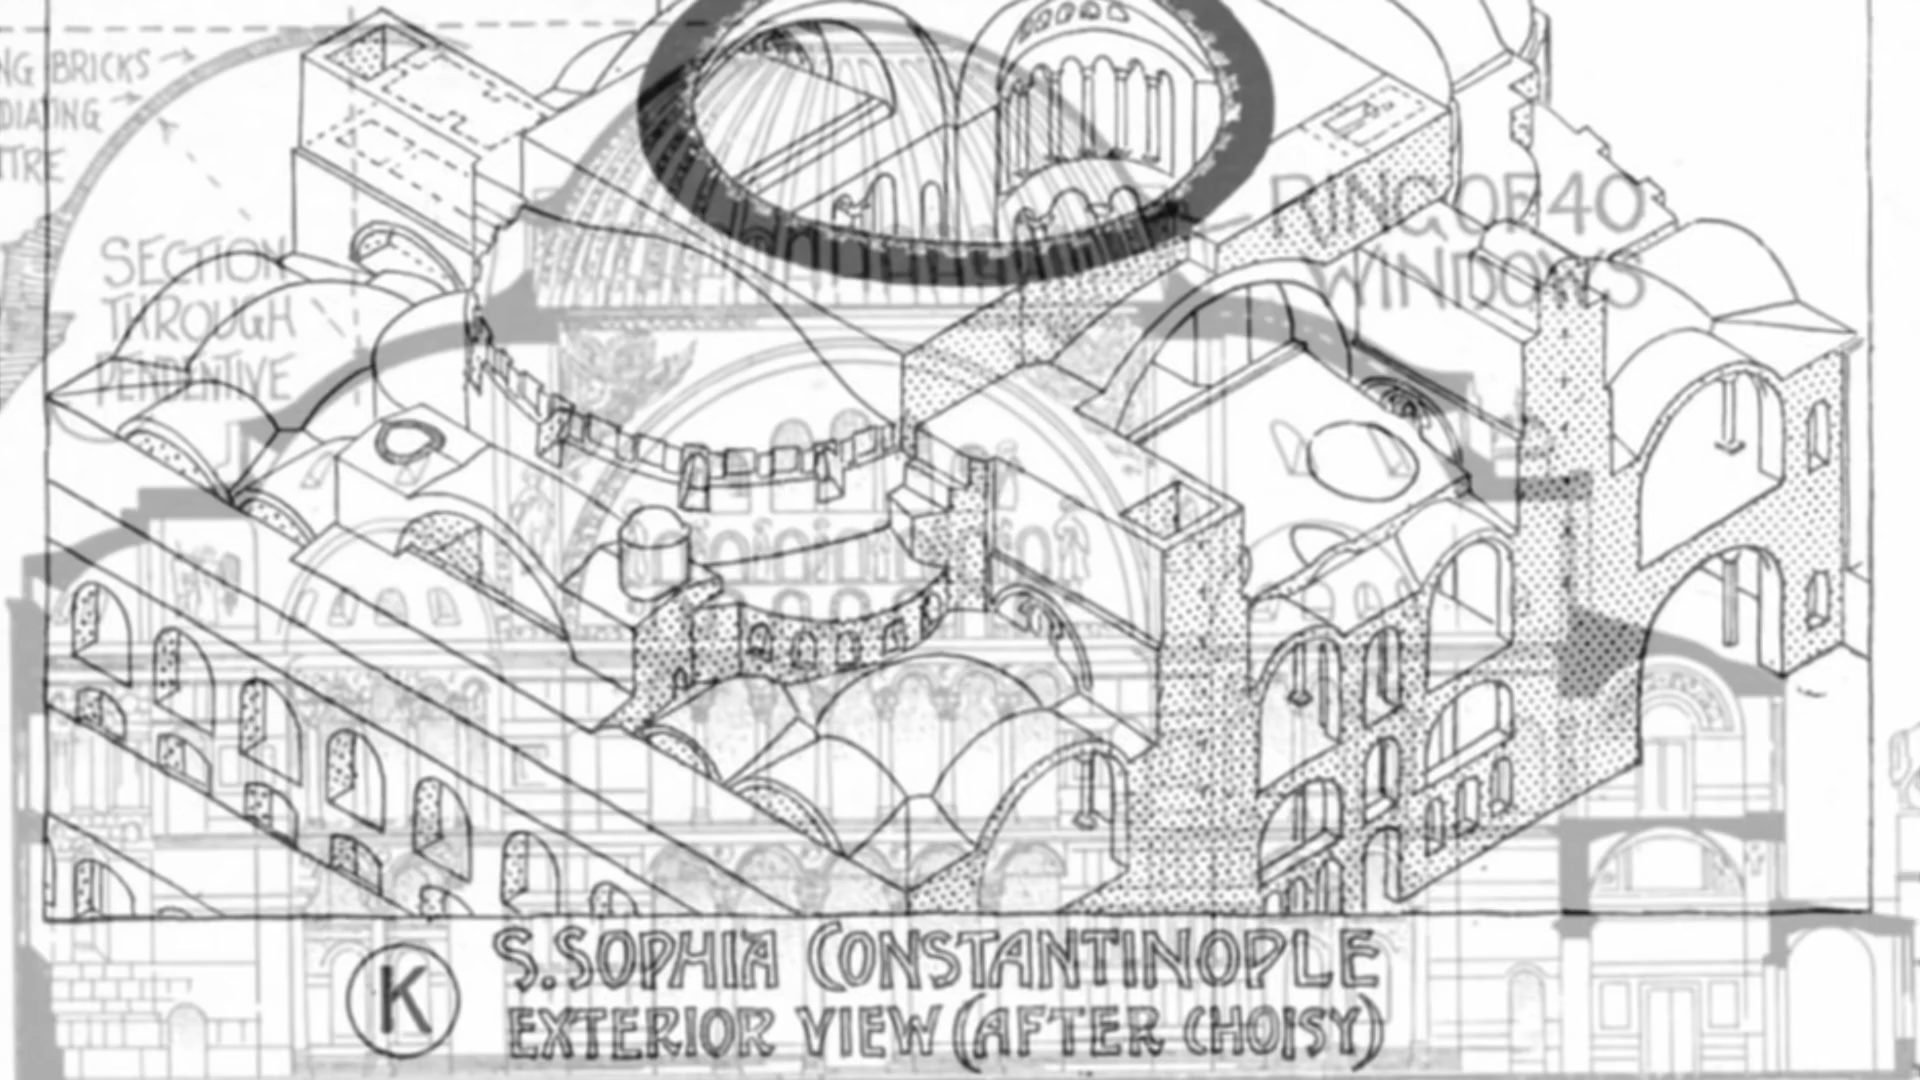 NG BRICKS
DIATING
TRE
SECTION
THROUGH
PENDENTIVE
RING OF 40
WINDOWS
K
S. SOPHIA CONSTANTINOPLE
EXTERIOR VIEW (AFTER CHOISY)